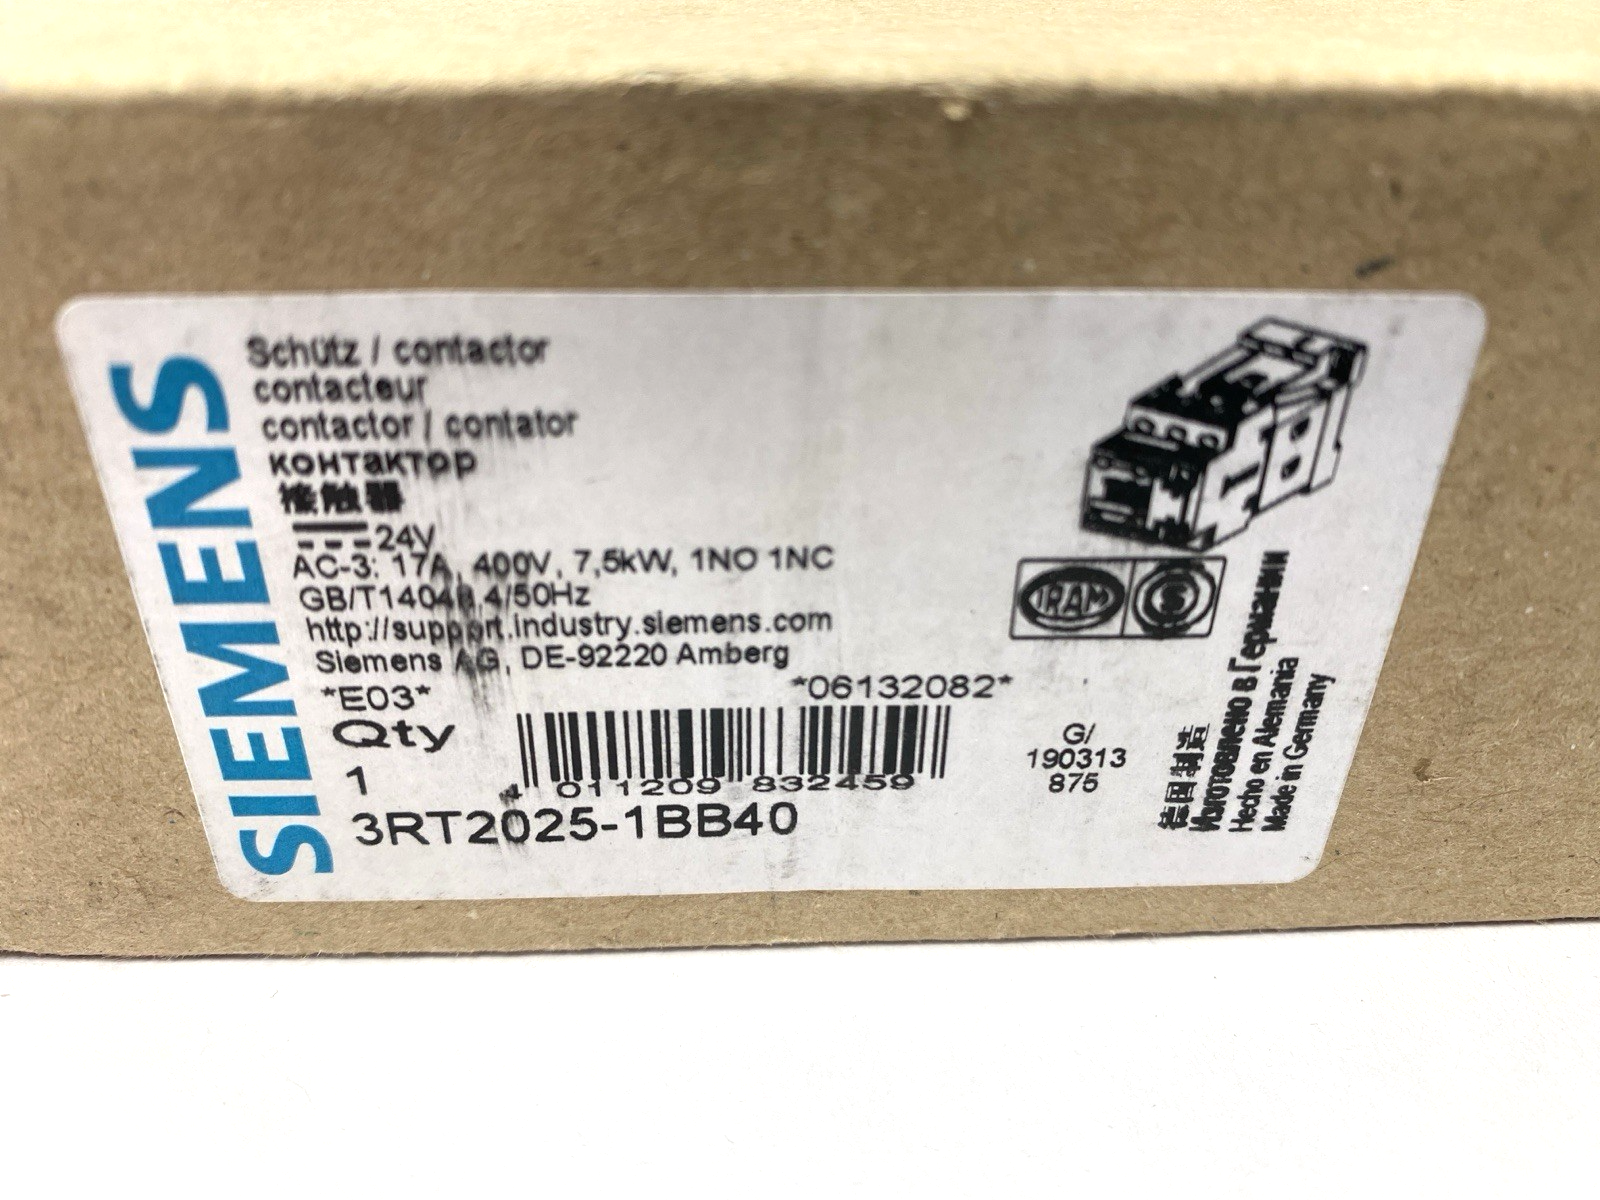 SIEMENS
Schütz / contactor
contacteur
contactor / contator
контактор
接触器
24V
AC-3: 17A, 400V, 7,5kW, 1NO 1NC
GB/T14048.4/50Hz
http://support.industry.siemens.com
Siemens AG, DE-92220 Amberg
*E03*
*06132082*
Qty
1
4 011209 832459
3RT2025-1BB40
IRAM
S
G/
190313
875
德国制造
Изготовлено в Германии
Hecho en Alemania
Made in Germany